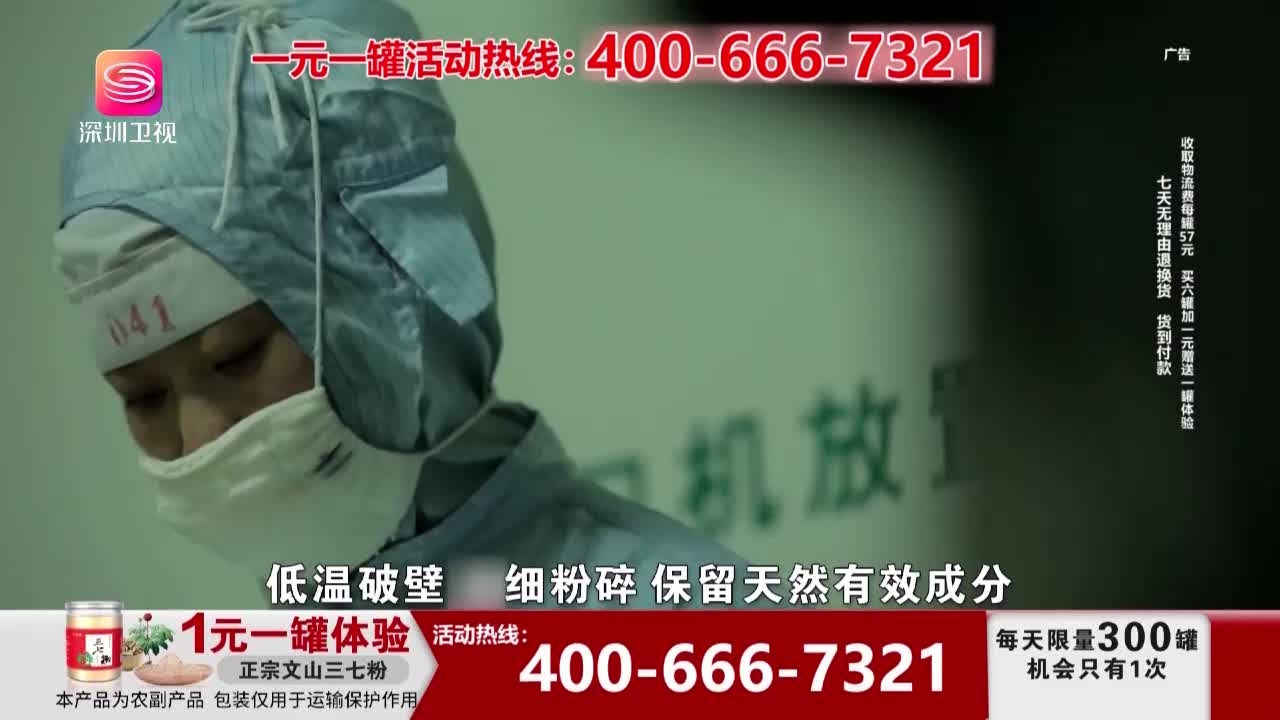 一元一罐活动热线：400-666-7321
广告
深圳卫视
收取物流费每罐57元 买六罐加一元赠送一罐体验
七天无理由退换货 货到付款
041
机放置
低温破壁 细粉碎 保留天然有效成分
1元一罐体验
正宗文山三七粉
三七粉
本产品为农副产品 包装仅用于运输保护作用
活动热线：
400-666-7321
每天限量300罐
机会只有1次